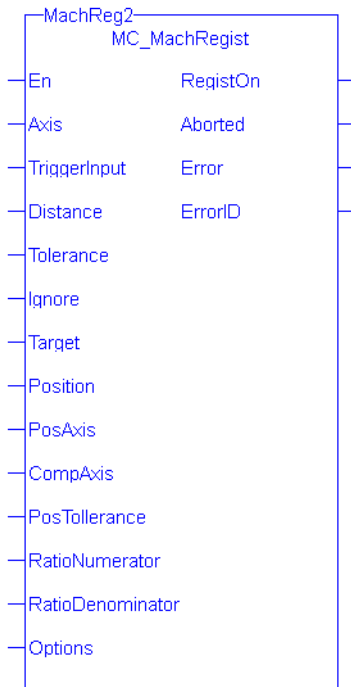 MachReg2
MC_MachRegist
En RegistOn
Axis Aborted
TriggerInput Error
Distance ErrorID
Tolerance
Ignore
Target
Position
PosAxis
CompAxis
PosTollerance
RatioNumerator
RatioDenominator
Options